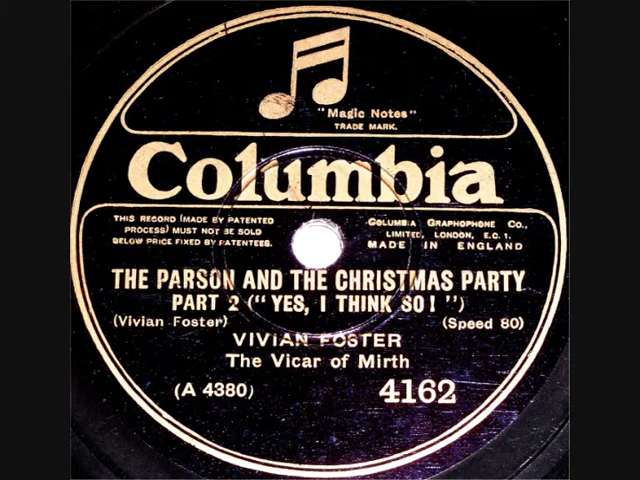 "Magic Notes"
TRADE MARK.
Columbia
THIS RECORD (MADE BY PATENTED
PROCESS) MUST NOT BE SOLD
BELOW PRICE FIXED BY PATENTEES.
COLUMBIA GRAPHOPHONE CO.,
LIMITED, LONDON, E.C. 1.
MADE IN ENGLAND
THE PARSON AND THE CHRISTMAS PARTY
PART 2 ("YES, I THINK SO!")
(Vivian Foster) (Speed 80)
VIVIAN FOSTER
The Vicar of Mirth
(A 4380) 4162